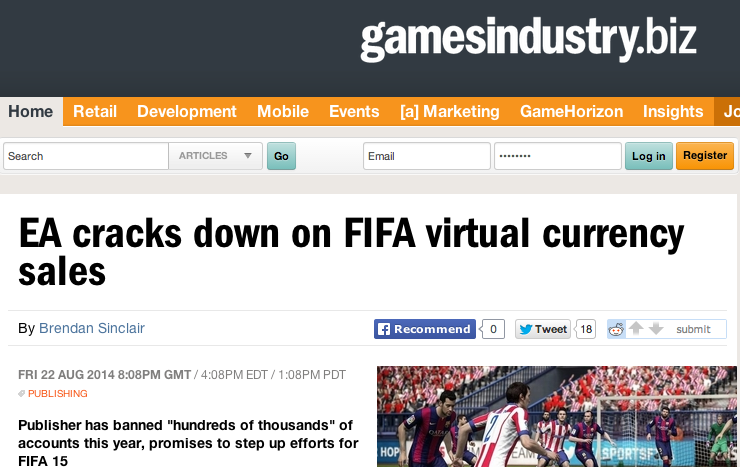 gamesindustry.biz
Home Retail Development Mobile Events [a] Marketing GameHorizon Insights Jo
Search ARTICLES Go Email •••••••• Log in Register
EA cracks down on FIFA virtual currency
sales
By Brendan Sinclair Recommend 0 Tweet 18 submit
FRI 22 AUG 2014 8:08PM GMT / 4:08PM EDT / 1:08PM PDT
PUBLISHING
Publisher has banned "hundreds of thousands" of
accounts this year, promises to step up efforts for
FIFA 15
2
HOP
SPORTSF